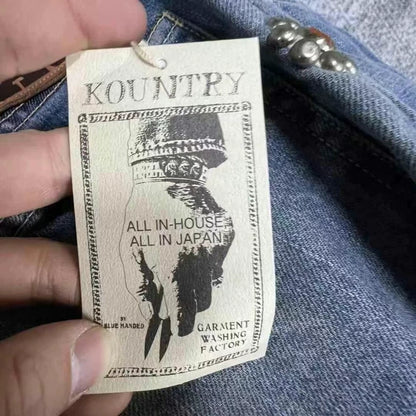 KOUNTRY
ALL IN-HOUSE
ALL IN JAPAN
BY
BLUE HANDED
GARMENT
WASHING
FACTORY